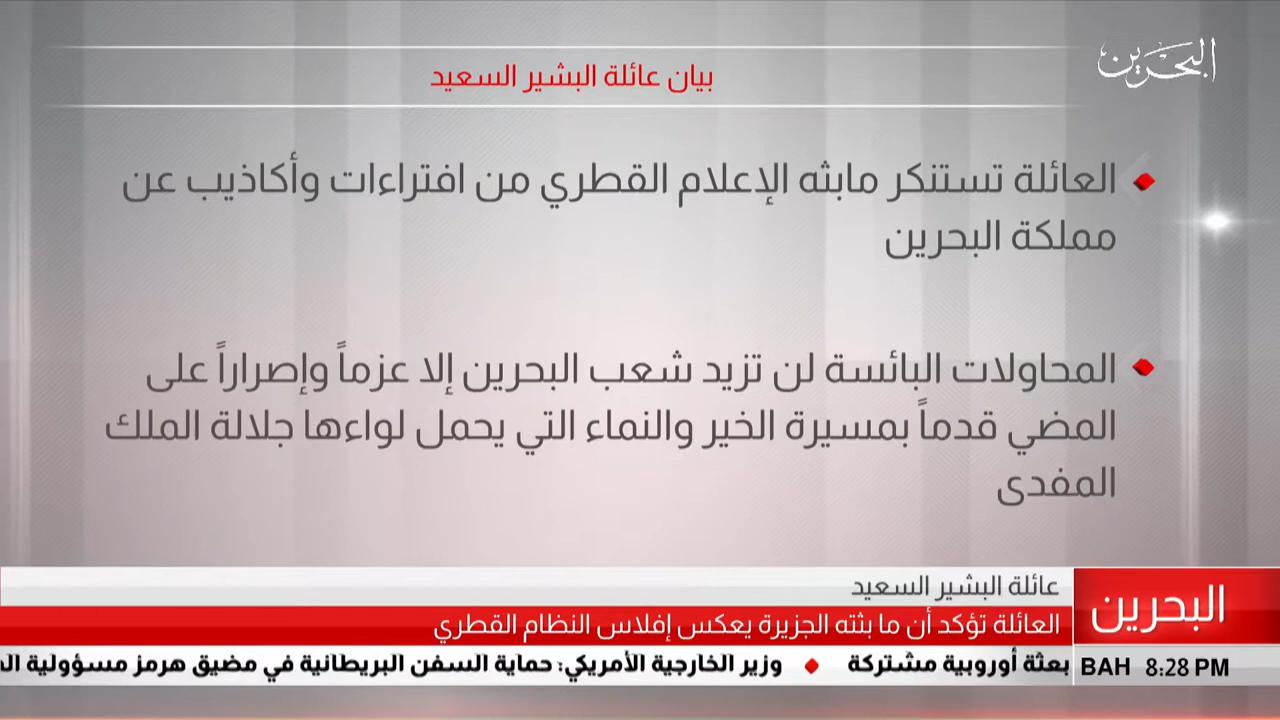 البحرين
بيان عائلة البشير السعيد
العائلة تستنكر مابثه الإعلام القطري من افتراءات وأكاذيب عن
مملكة البحرين
المحاولات البائسة لن تزيد شعب البحرين إلا عزماً وإصراراً على
المضي قدماً بمسيرة الخير والنماء التي يحمل لواءها جلالة الملك
المفدى
البحرين
عائلة البشير السعيد
العائلة تؤكد أن ما بثته الجزيرة يعكس إفلاس النظام القطري
BAH 8:28 PM
بعثة أوروبية مشتركة ♦ وزير الخارجية الأمريكي: حماية السفن البريطانية في مضيق هرمز مسؤولية